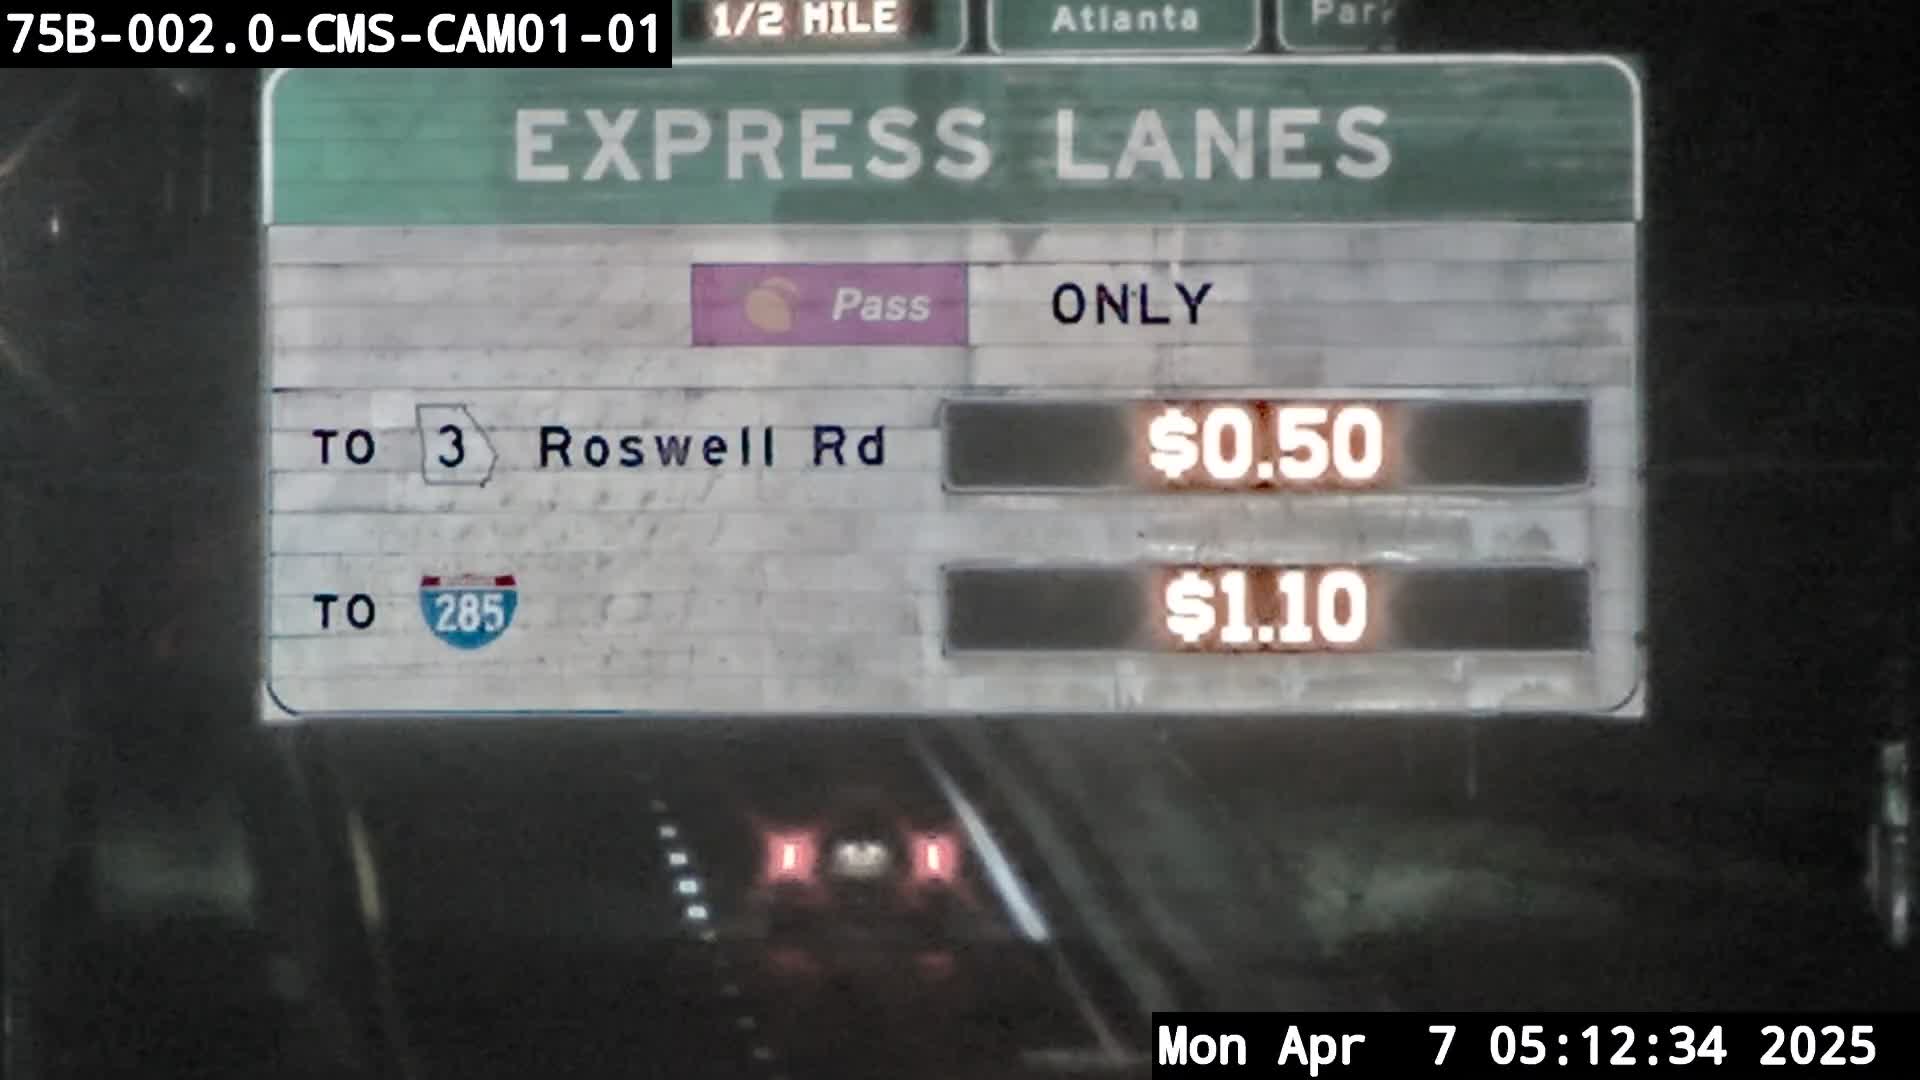 75B-002.0-CMS-CAM01-01
1/2 MILE
Atlanta
EXPRESS LANES
Pass ONLY
TO 3 Roswell Rd $0.50
TO 285 $1.10
Mon Apr 7 05:12:34 2025